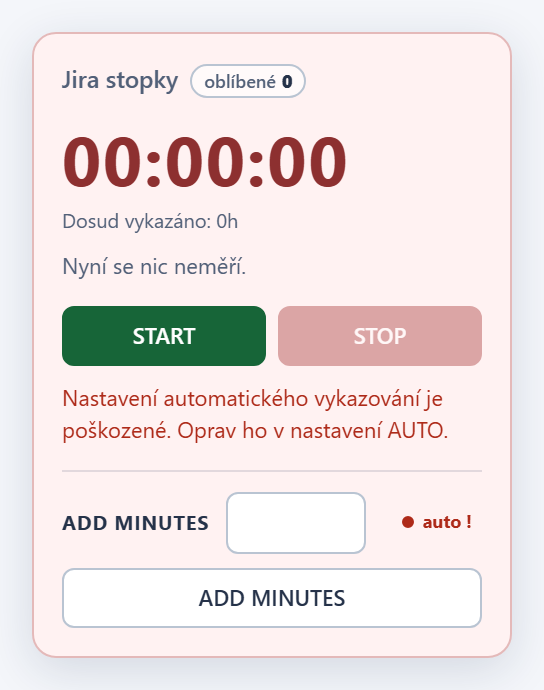 Jira stopky oblíbené 0
00:00:00
Dosud vykazáno: 0h
Nyní se nic neměří.
START STOP
Nastavení automatického vykazování je
poškozené. Oprav ho v nastavení AUTO.
ADD MINUTES auto !
ADD MINUTES